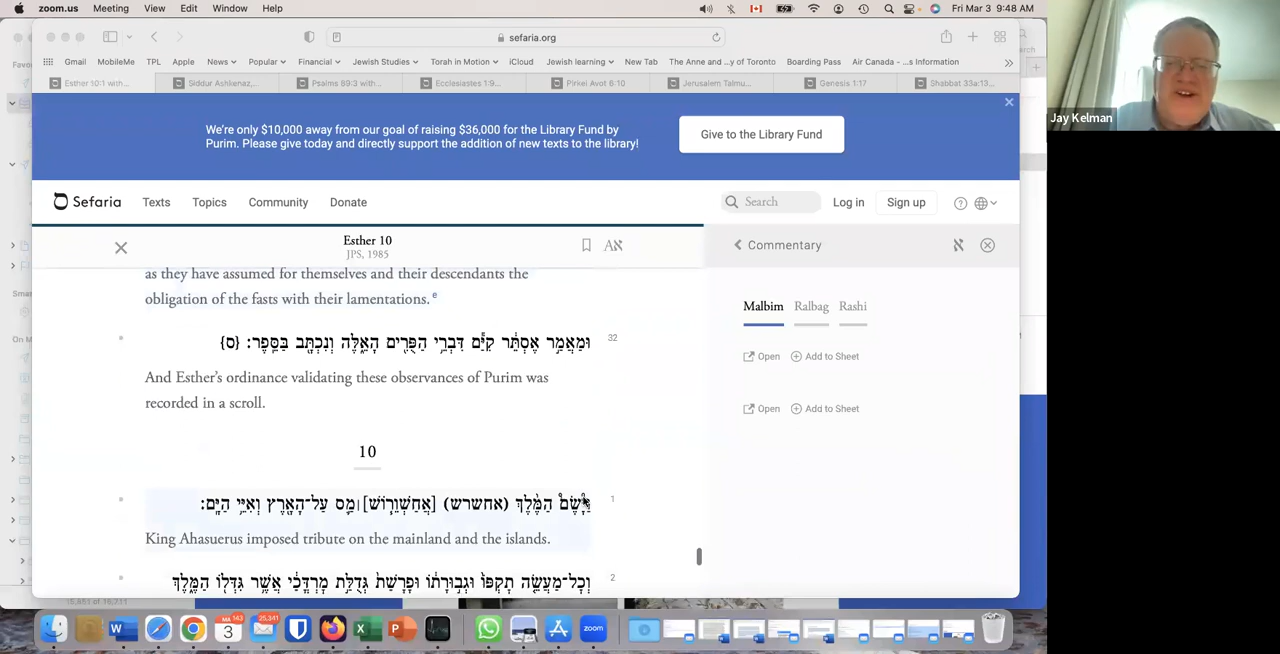 zoom.us Meeting View Edit Window Help Fri Mar 3 9:48 AM
sefaria.org
Gmail MobileMe TPL Apple News Popular Financial Jewish Studies Torah in Motion iCloud Jewish learning New Tab The Anne and ...y of Toronto Boarding Pass Air Canada - ...s Information
Esther 10:1 with... Siddur Ashkenaz,... Psalms 89:3 with... Ecclesiastes 1:9... Pirkei Avot 6:10 Jerusalem Talmu... Genesis 1:17 Shabbat 33a:13...
We're only $10,000 away from our goal of raising $36,000 for the Library Fund by
Purim. Please give today and directly support the addition of new texts to the library!
Give to the Library Fund
Jay Kelman
Sefaria Texts Topics Community Donate Search Log in Sign up
Esther 10
JPS, 1985
Commentary
as they have assumed for themselves and their descendants the
obligation of the fasts with their lamentations. e
Malbim Ralbag Rashi
32
וּמַאֲמַ֣ר אֶסְתֵּ֔ר קִיַּ֕ם דִּבְרֵ֥י הַפֻּרִ֖ים הָאֵ֑לֶּה וְנִכְתָּ֖ב בַּסֵּֽפֶר׃ {ס}
Open Add to Sheet
And Esther's ordinance validating these observances of Purim was
recorded in a scroll.
Open Add to Sheet
10
1
וַיָּ֩שֶׂם֩ הַמֶּ֨לֶךְ (אחשרש) [אֲחַשְׁוֵר֧וֹשׁ] ׀ מַ֛ס עַל־הָאָ֖רֶץ וְאִיֵּ֥י הַיָּֽם׃
King Ahasuerus imposed tribute on the mainland and the islands.
2
וְכׇל־מַעֲשֵׂ֤ה תׇקְפּוֹ֙ וּגְב֣וּרָת֔וֹ וּפָרָשַׁת֙ גְּדֻלַּ֣ת מׇרְדֳּכַ֔י אֲשֶׁ֥ר גִּדְּל֖וֹ הַמֶּ֑לֶךְ